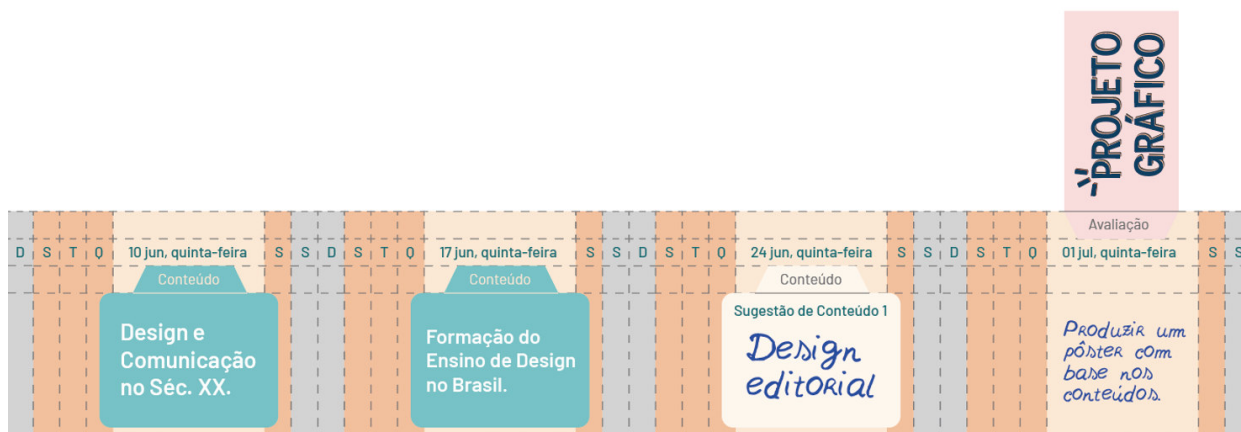 PROJETO
GRÁFICO
Avaliação
D S T Q 10 jun, quinta-feira S S D S T Q 17 jun, quinta-feira S S D S T Q 24 jun, quinta-feira S S D S T Q 01 jul, quinta-feira S S
Conteúdo
Design e
Comunicação
no Séc. XX.
Conteúdo
Formação do
Ensino de Design
no Brasil.
Conteúdo
Sugestão de Conteúdo 1
Design
editorial
Produzir um
pôster com
base nos
conteúdos.